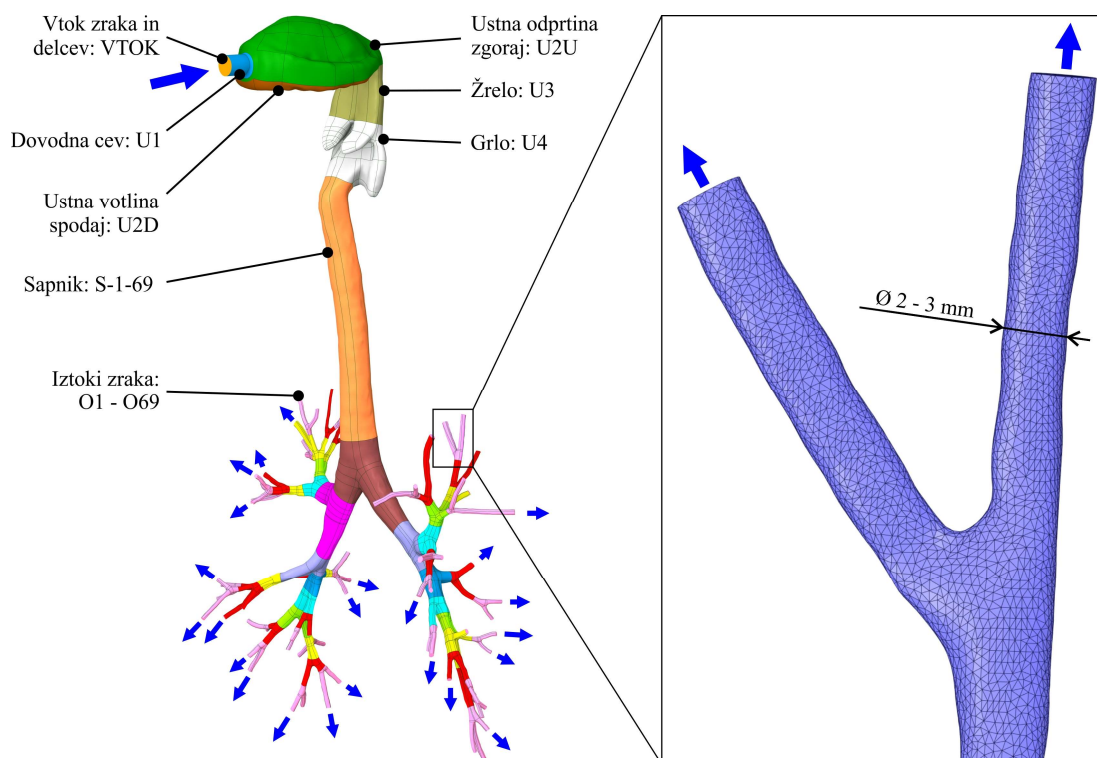 Vtok zraka in
delcev: VTOK
Dovodna cev: U1
Ustna votlina
spodaj: U2D
Sapnik: S-1-69
Iztoki zraka:
O1 - O69
Ustna odprtina
zgoraj: U2U
Žrelo: U3
Grlo: U4
Ø 2 - 3 mm